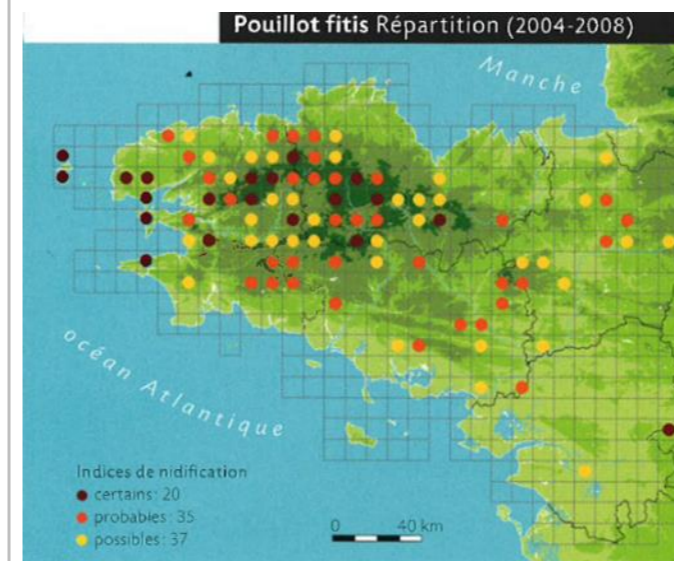 Pouillot fitis Répartition (2004-2008)
Manche
océan Atlantique
Indices de nidification
certains: 20
probables: 35
possibles: 37
0 40 km